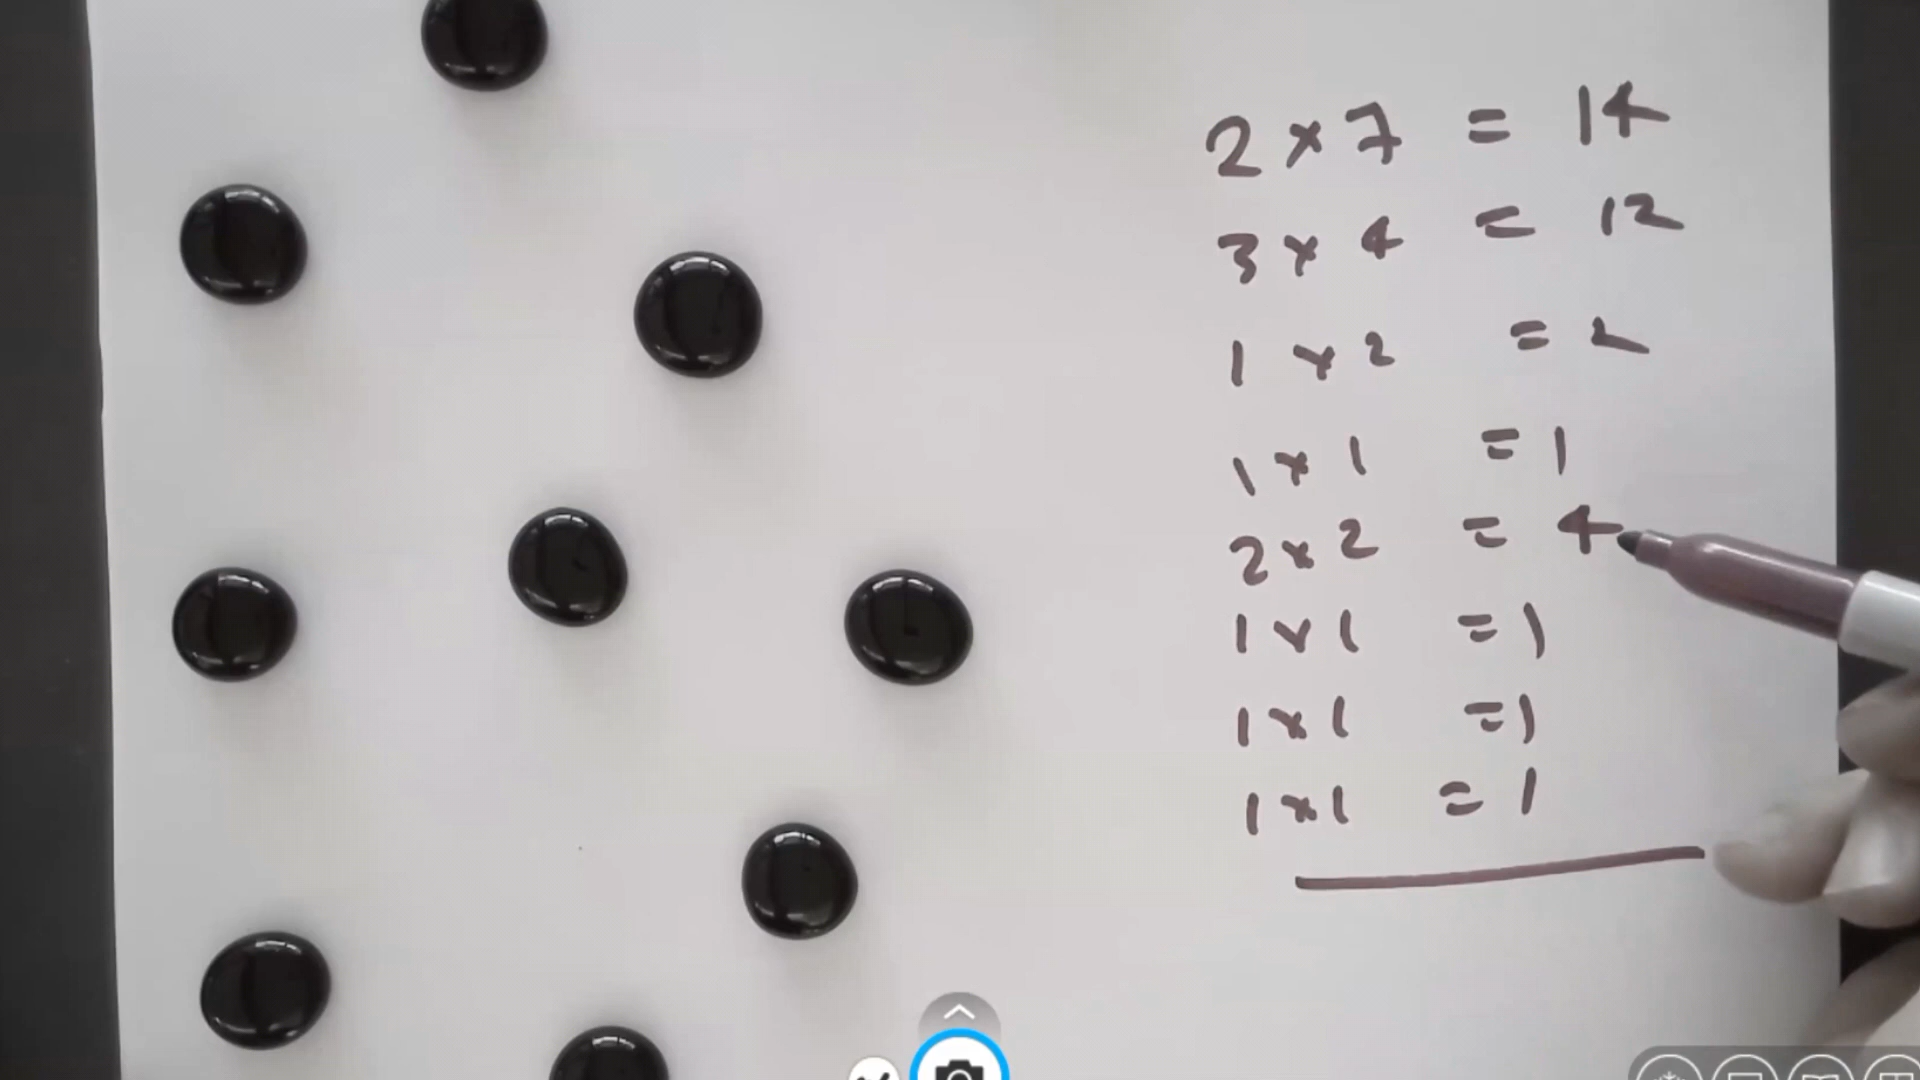 2 × 7 = 14
3 × 4 = 12
1 × 2 = 2
1 × 1 = 1
2 × 2 = 4
1 × 1 = 1
1 × 1 = 1
1 × 1 = 1